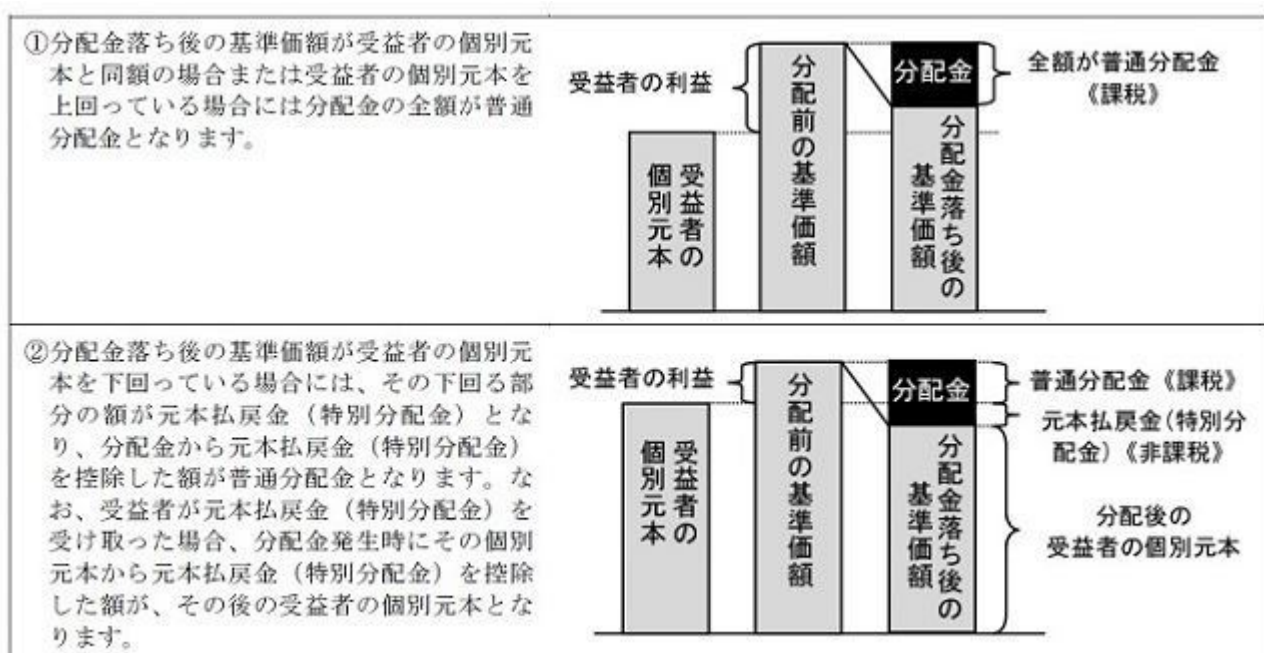 ①分配金落ち後の基準価額が受益者の個別元
本と同額の場合または受益者の個別元本を
上回っている場合には分配金の全額が普通
分配金となります。
受益者の利益
受益者の
個別元本
分配前の基準価額
分配金
分配金落ち後の
基準価額
全額が普通分配金
《課税》
②分配金落ち後の基準価額が受益者の個別元
本を下回っている場合には、その下回る部
分の額が元本払戻金（特別分配金）とな
り、分配金から元本払戻金（特別分配金）
を控除した額が普通分配金となります。な
お、受益者が元本払戻金（特別分配金）を
受け取った場合、分配金発生時にその個別
元本から元本払戻金（特別分配金）を控除
した額が、その後の受益者の個別元本とな
ります。
受益者の利益
受益者の
個別元本
分配前の基準価額
分配金
分配金落ち後の
基準価額
普通分配金《課税》
元本払戻金(特別分
配金)《非課税》
分配後の
受益者の個別元本